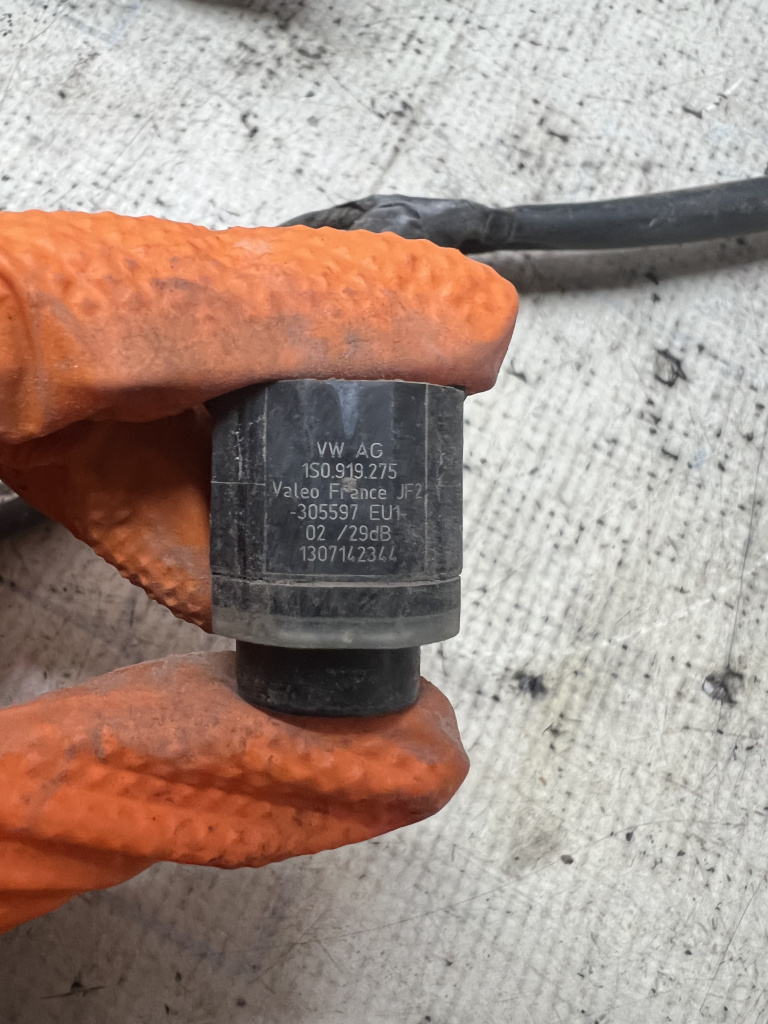 VW AG
1S0.919.275
Valeo France JF2
-305597 EU1-
02 /29dB
1307142344